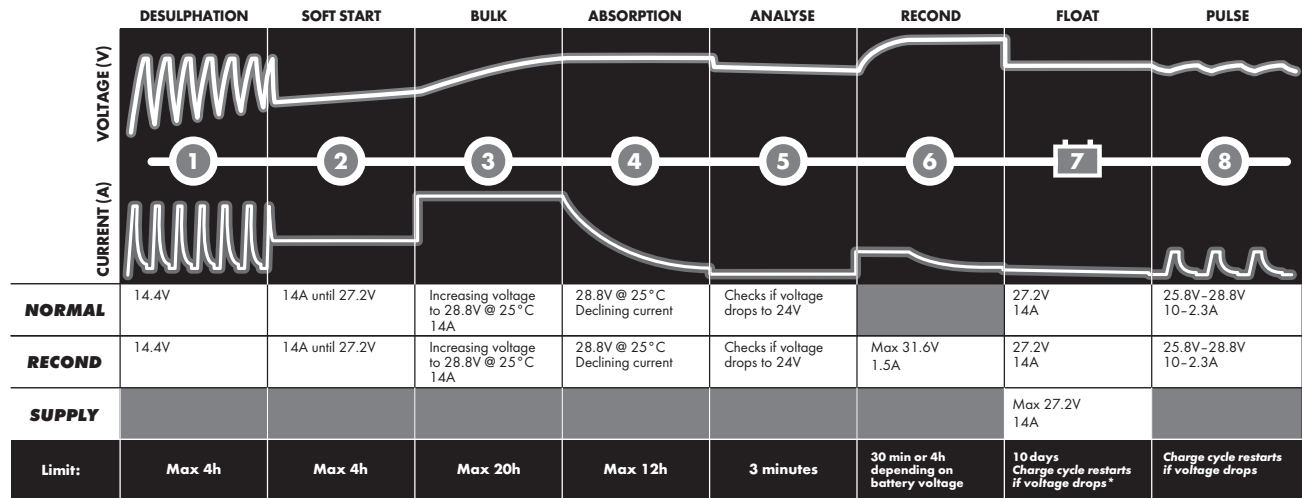 DESULPHATION SOFT START BULK ABSORPTION ANALYSE RECOND FLOAT PULSE
VOLTAGE (V)
1 2 3 4 5 6 7 8
CURRENT (A)
NORMAL
14.4V
14A until 27.2V
Increasing voltage
to 28.8V @ 25°C
14A
28.8V @ 25°C
Declining current
Checks if voltage
drops to 24V
27.2V
14A
25.8V–28.8V
10–2.3A
RECOND
14.4V
14A until 27.2V
Increasing voltage
to 28.8V @ 25°C
14A
28.8V @ 25°C
Declining current
Checks if voltage
drops to 24V
Max 31.6V
1.5A
27.2V
14A
25.8V–28.8V
10–2.3A
SUPPLY
Max 27.2V
14A
Limit:
Max 4h
Max 4h
Max 20h
Max 12h
3 minutes
30 min or 4h
depending on
battery voltage
10 days
Charge cycle restarts
if voltage drops*
Charge cycle restarts
if voltage drops